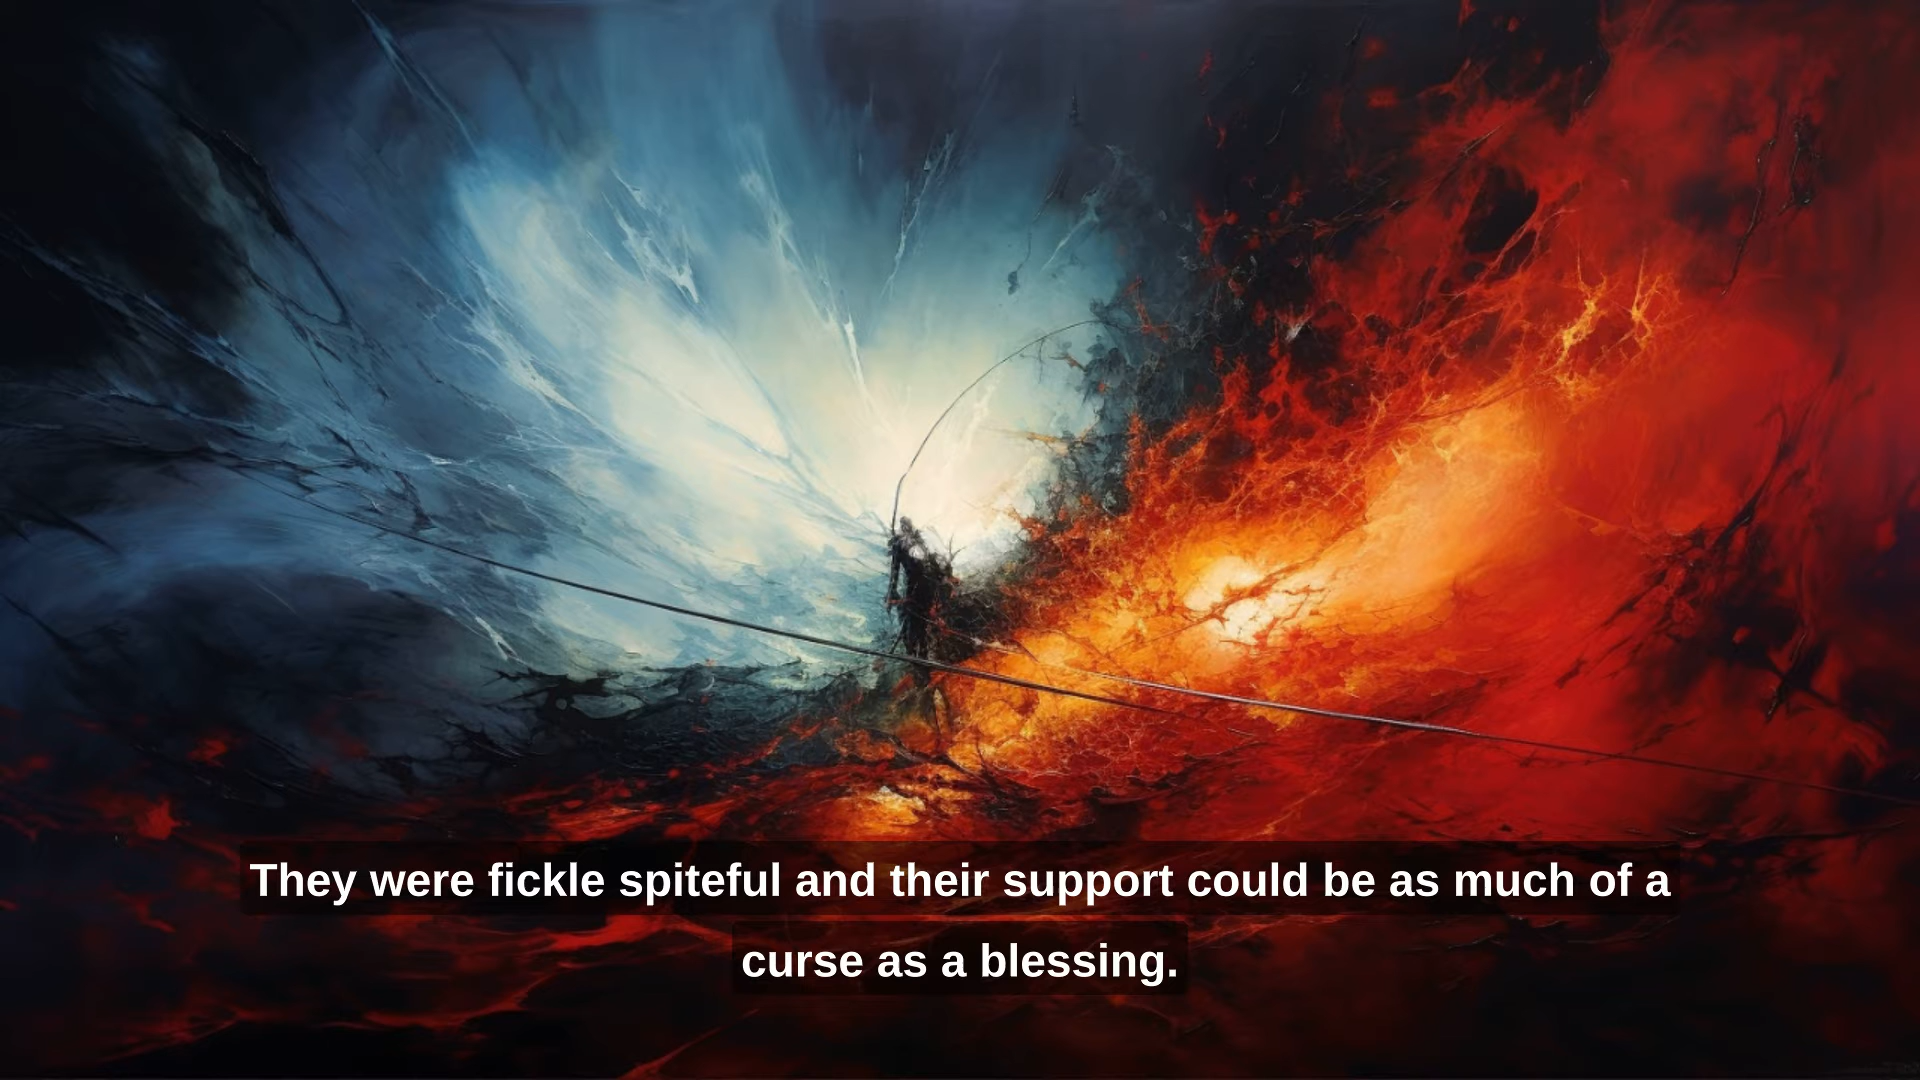 They were fickle spiteful and their support could be as much of a
curse as a blessing.